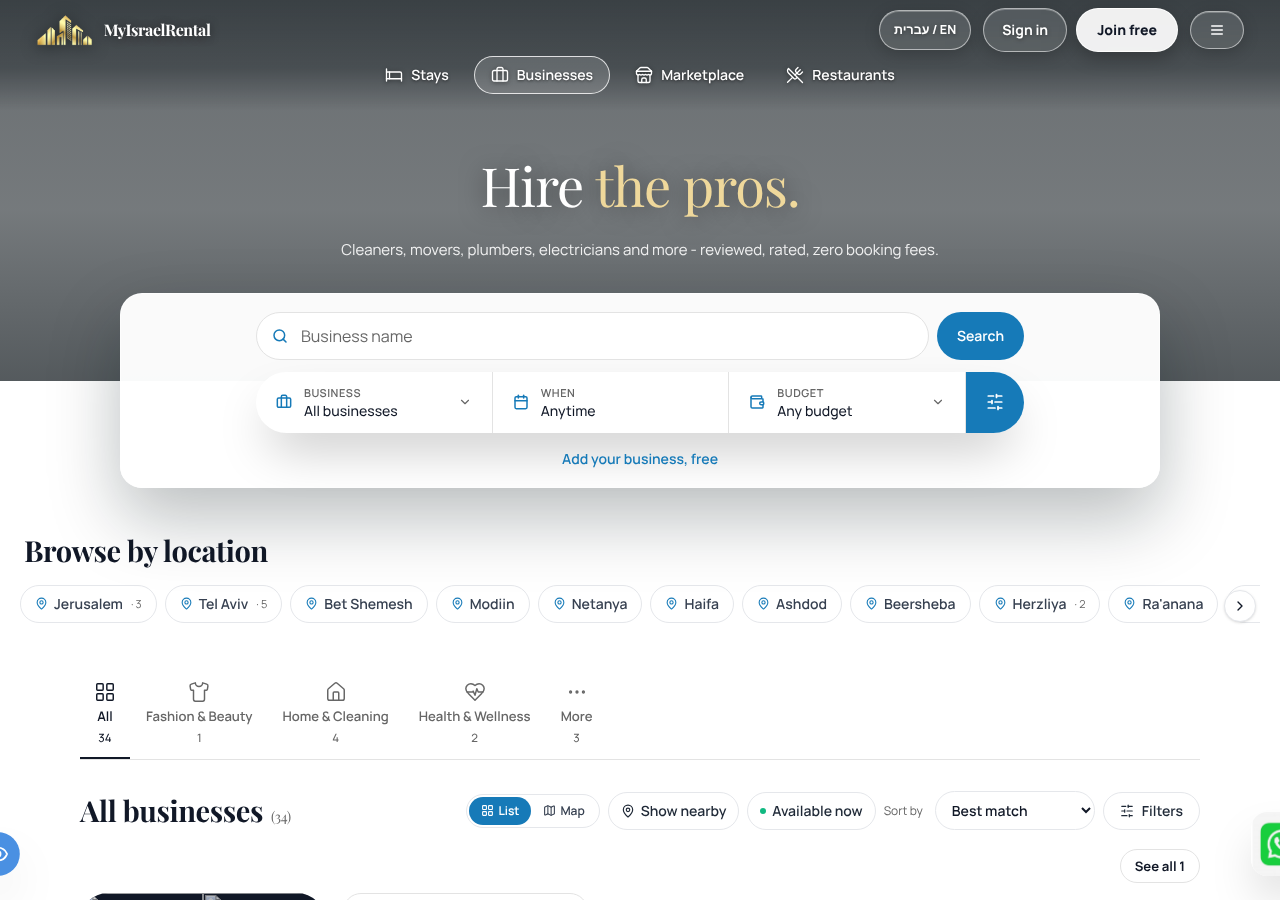 MyIsraelRental
עברית / EN
Sign in
Join free
Stays
Businesses
Marketplace
Restaurants
Hire the pros.
Cleaners, movers, plumbers, electricians and more - reviewed, rated, zero booking fees.
Business name
Search
BUSINESS
All businesses
WHEN
Anytime
BUDGET
Any budget
Add your business, free
Browse by location
Jerusalem · 3
Tel Aviv · 5
Bet Shemesh
Modiin
Netanya
Haifa
Ashdod
Beersheba
Herzliya · 2
Ra'anana
All
34
Fashion & Beauty
1
Home & Cleaning
4
Health & Wellness
2
More
3
All businesses (34)
List
Map
Show nearby
Available now
Sort by
Best match
Filters
See all 1